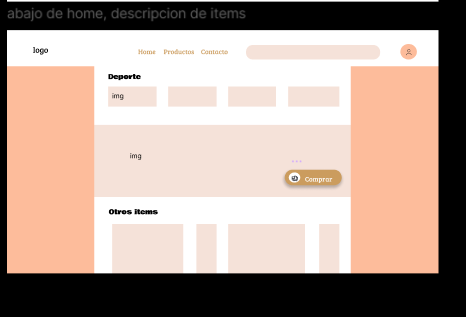 abajo de home, descripcion de items
logo
Home Productos Contacto
Deporte
img
img
Comprar
Otros items